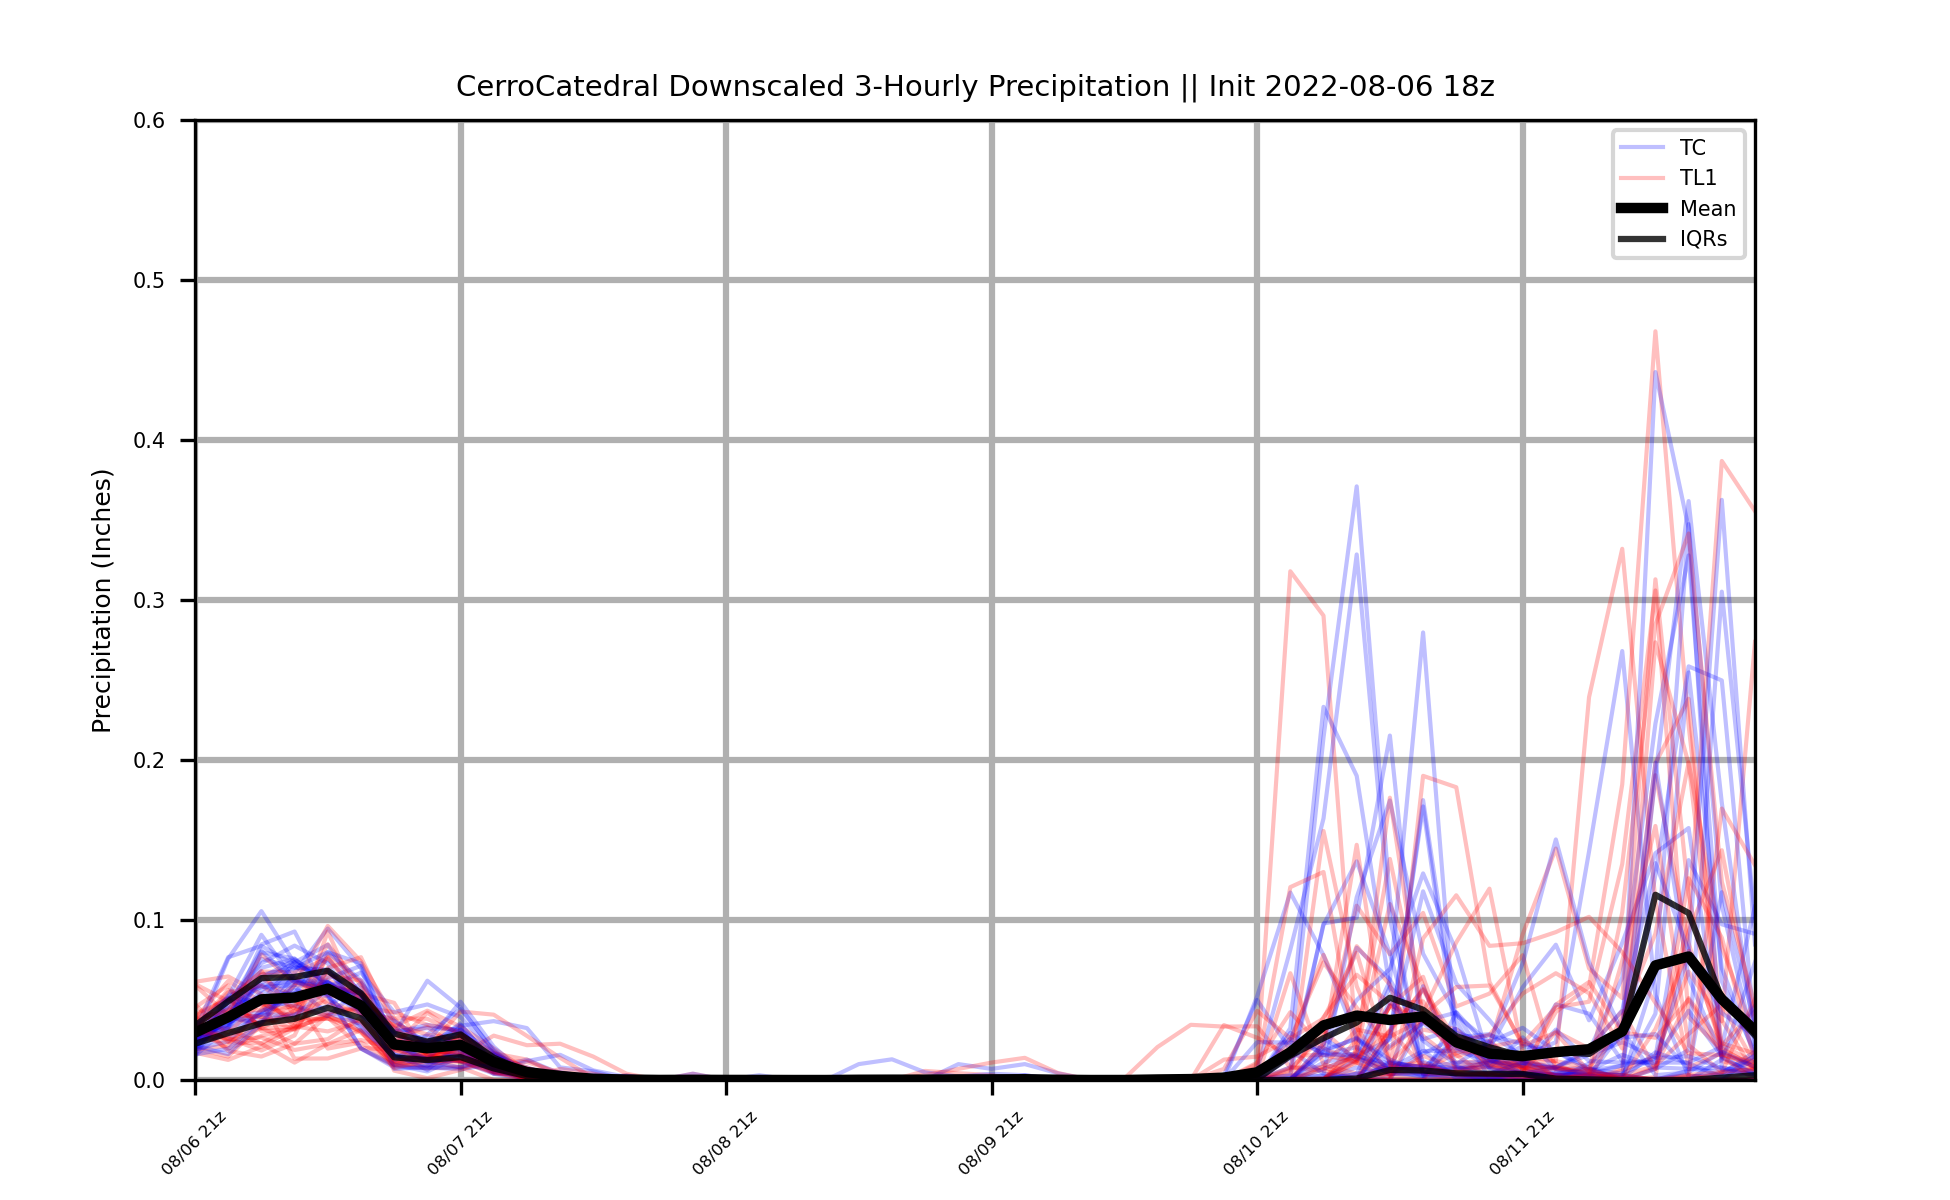 CerroCatedral Downscaled 3-Hourly Precipitation || Init 2022-08-06 18z
TC
TL1
Mean
IQRs
Precipitation (Inches)
0.6
0.5
0.4
0.3
0.2
0.1
0.0
08/06 21z
08/07 21z
08/08 21z
08/09 21z
08/10 21z
08/11 21z